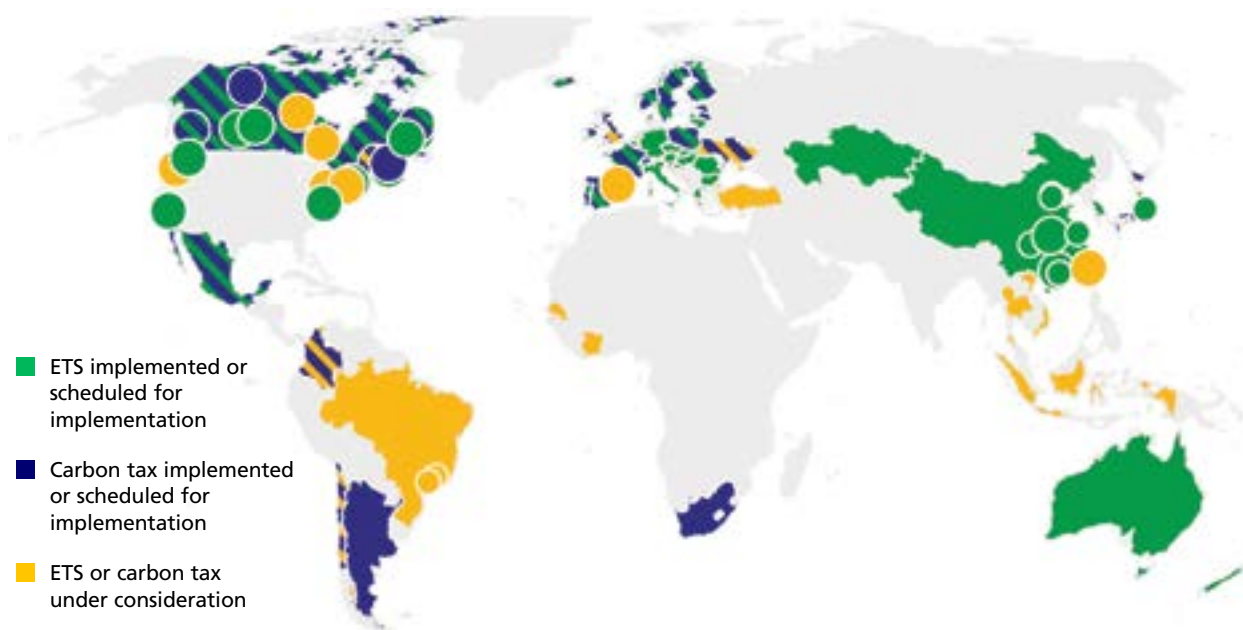 ETS implemented or
scheduled for
implementation
Carbon tax implemented
or scheduled for
implementation
ETS or carbon tax
under consideration